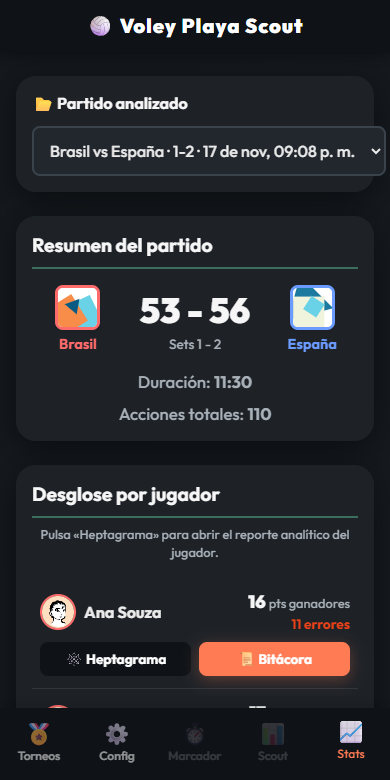 Voley Playa Scout
Partido analizado
Brasil vs España · 1-2 · 17 de nov, 09:08 p. m.
Resumen del partido
53 - 56
Brasil
Sets 1 - 2
España
Duración: 11:30
Acciones totales: 110
Desglose por jugador
Pulsa «Heptagrama» para abrir el reporte analítico del
jugador.
Ana Souza
16 pts ganadores
11 errores
Heptagrama
Bitácora
Torneos
Config
Marcador
Scout
Stats